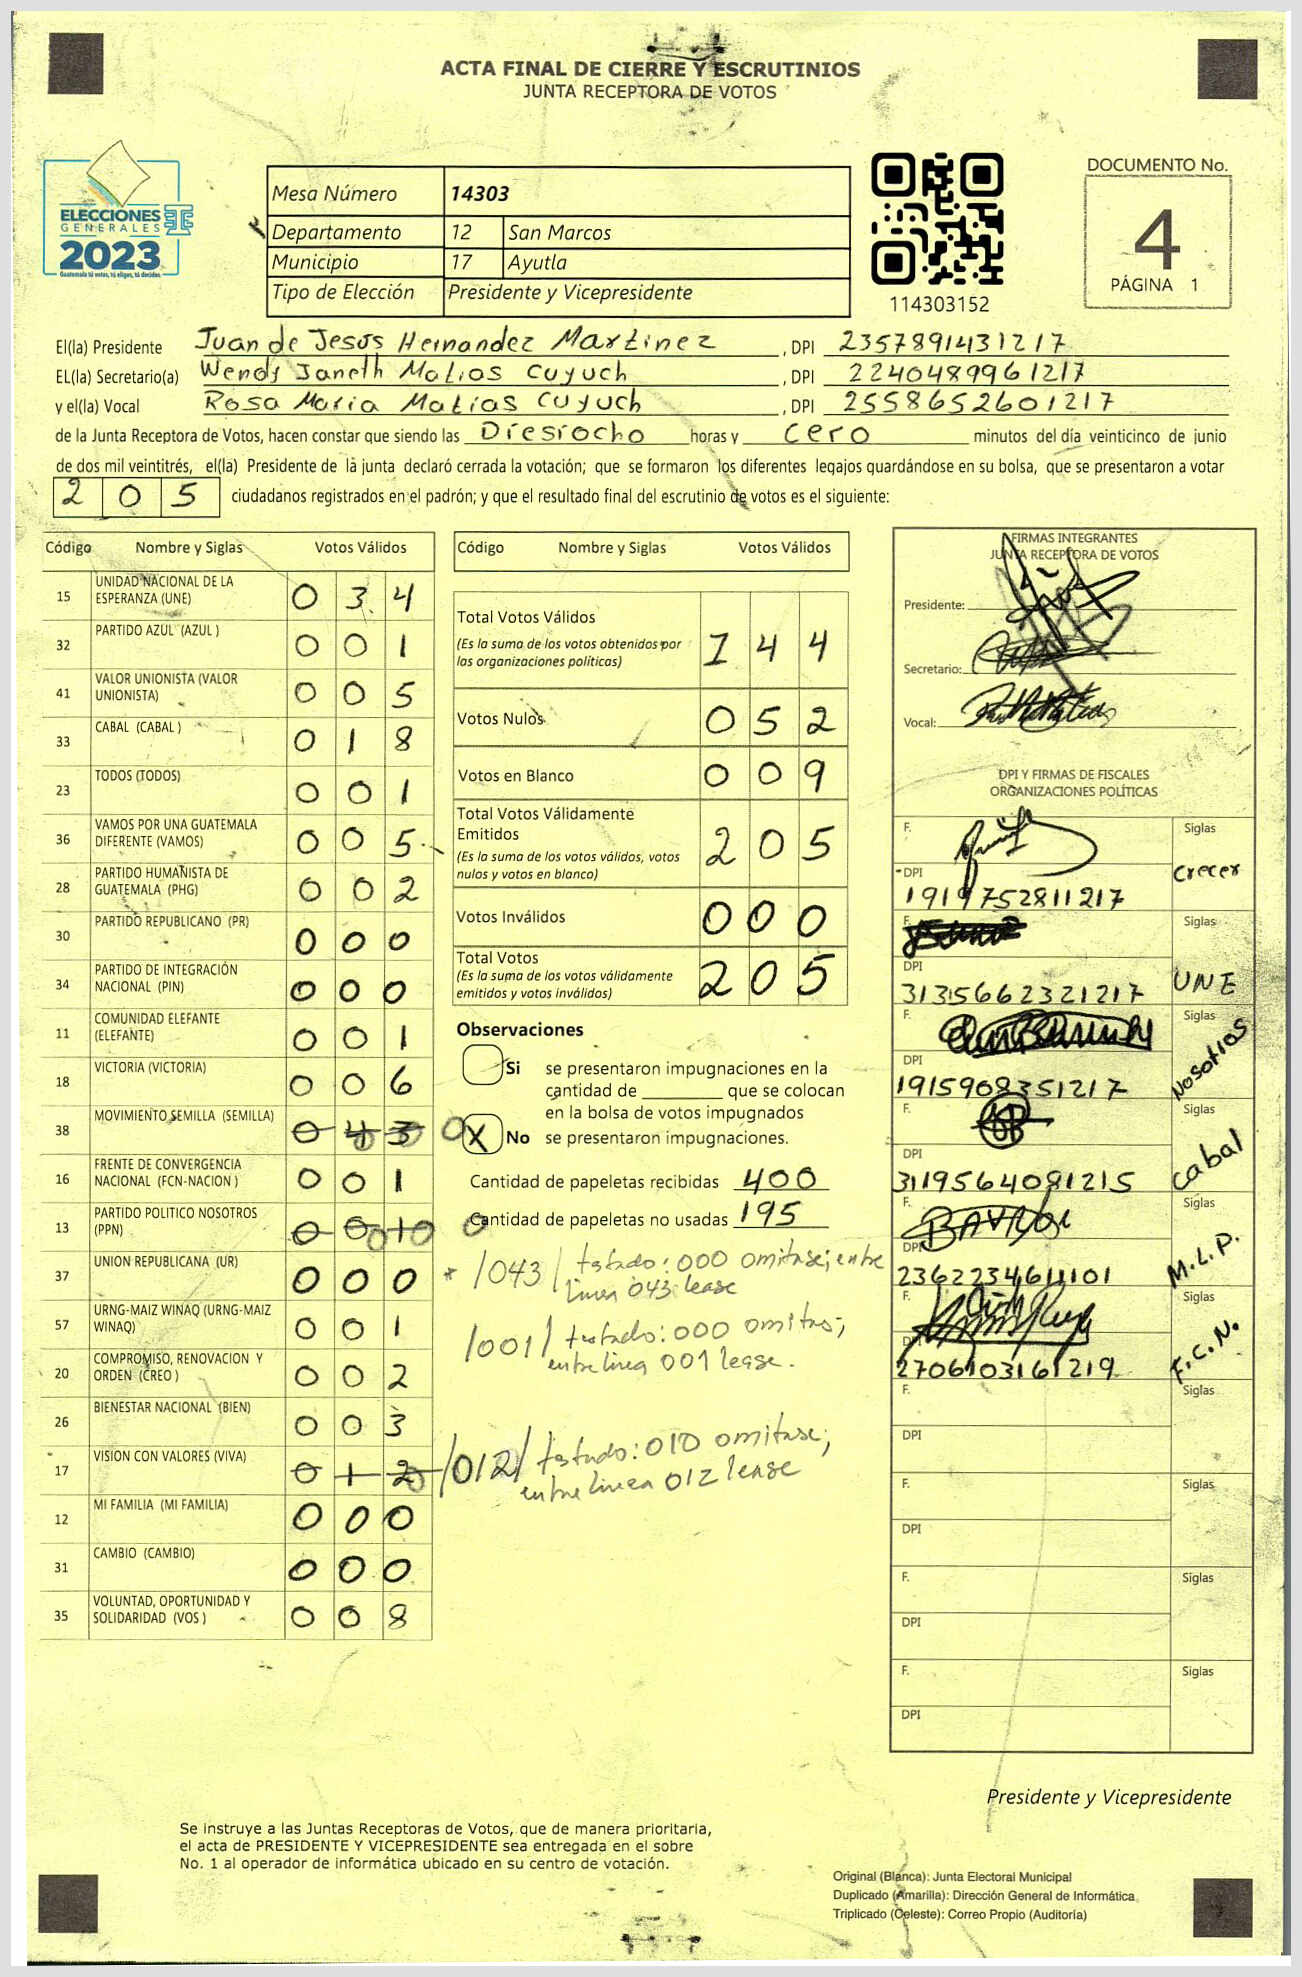 ACTA FINAL DE CIERRE Y ESCRUTINIOS
JUNTA RECEPTORA DE VOTOS
ELECCIONES
GENERALES
2023
Guatemala tú votas, tú eliges, tú decides
Mesa Número 14303
Departamento 12 San Marcos
Municipio 17 Ayutla
Tipo de Elección Presidente y Vicepresidente
114303152
DOCUMENTO No.
4
PÁGINA 1
El(la) Presidente Juan de Jesús Hernandez Martinez , DPI 2357891431217
EL(la) Secretario(a) Wendy Janeth Matias Cuyuch , DPI 2240489961217
y el(la) Vocal Rosa Maria Matias Cuyuch , DPI 2558652601217
de la Junta Receptora de Votos, hacen constar que siendo las Diesiocho horas y cero minutos del día veinticinco de junio
de dos mil veintitrés, el(la) Presidente de la junta declaró cerrada la votación; que se formaron los diferentes legajos guardándose en su bolsa, que se presentaron a votar
2 0 5 ciudadanos registrados en el padrón; y que el resultado final del escrutinio de votos es el siguiente:
Código Nombre y Siglas Votos Válidos
15 UNIDAD NACIONAL DE LA ESPERANZA (UNE) 0 3 4
32 PARTIDO AZUL (AZUL ) 0 0 1
41 VALOR UNIONISTA (VALOR UNIONISTA) 0 0 5
33 CABAL (CABAL ) 0 1 8
23 TODOS (TODOS) 0 0 1
36 VAMOS POR UNA GUATEMALA DIFERENTE (VAMOS) 0 0 5
28 PARTIDO HUMANISTA DE GUATEMALA (PHG) 0 0 2
30 PARTIDO REPUBLICANO (PR) 0 0 0
34 PARTIDO DE INTEGRACIÓN NACIONAL (PIN) 0 0 0
11 COMUNIDAD ELEFANTE (ELEFANTE) 0 0 1
18 VICTORIA (VICTORIA) 0 0 6
38 MOVIMIENTO SEMILLA (SEMILLA) 0 4 3
16 FRENTE DE CONVERGENCIA NACIONAL (FCN-NACION ) 0 0 1
13 PARTIDO POLITICO NOSOTROS (PPN) 0 0 1
37 UNION REPUBLICANA (UR) 0 0 0
57 URNG-MAIZ WINAQ (URNG-MAIZ WINAQ) 0 0 1
20 COMPROMISO, RENOVACION Y ORDEN (CREO ) 0 0 2
26 BIENESTAR NACIONAL (BIEN) 0 0 3
17 VISION CON VALORES (VIVA) 0 1 2
12 MI FAMILIA (MI FAMILIA) 0 0 0
31 CAMBIO (CAMBIO) 0 0 0
35 VOLUNTAD, OPORTUNIDAD Y SOLIDARIDAD (VOS ) 0 0 8
Código Nombre y Siglas Votos Válidos
Total Votos Válidos 1 4 4
(Es la suma de los votos obtenidos por
las organizaciones políticas)
Votos Nulos 0 5 2
Votos en Blanco 0 0 9
Total Votos Válidamente
Emitidos 2 0 5
(Es la suma de los votos válidos, votos
nulos y votos en blanco)
Votos Inválidos 0 0 0
Total Votos 2 0 5
(Es la suma de los votos válidamente
emitidos y votos inválidos)
Observaciones
Si se presentaron impugnaciones en la
cantidad de ________ que se colocan
en la bolsa de votos impugnados
X No se presentaron impugnaciones.
Cantidad de papeletas recibidas 400
Cantidad de papeletas no usadas 195
* /043/ testado: 000 omitase; entre
linea 043 lease
/001/ testado: 000 omitas;
entre linea 001 lease.
/012/ testado: 010 omitase;
entre linea 012 lease
FIRMAS INTEGRANTES
JUNTA RECEPTORA DE VOTOS
Presidente:
Secretario:
Vocal:
DPI Y FIRMAS DE FISCALES
ORGANIZACIONES POLÍTICAS
F. Siglas
DPI Crecer
1919752811217
F. Siglas
DPI UNE
3135662321217
F. Siglas
DPI Nosotros
1915908351217
F. Siglas
DPI Cabal
3119564081215
F. Siglas
DPI M.L.P.
2362234611101
F. Siglas
DPI F.C.N.
2706103161219
F. Siglas
DPI
F. Siglas
DPI
F. Siglas
DPI
F. Siglas
DPI
Presidente y Vicepresidente
Se instruye a las Juntas Receptoras de Votos, que de manera prioritaria,
el acta de PRESIDENTE Y VICEPRESIDENTE sea entregada en el sobre
No. 1 al operador de informática ubicado en su centro de votación.
Original (Blanca): Junta Electoral Municipal
Duplicado (Amarilla): Dirección General de Informática
Triplicado (Celeste): Correo Propio (Auditoría)